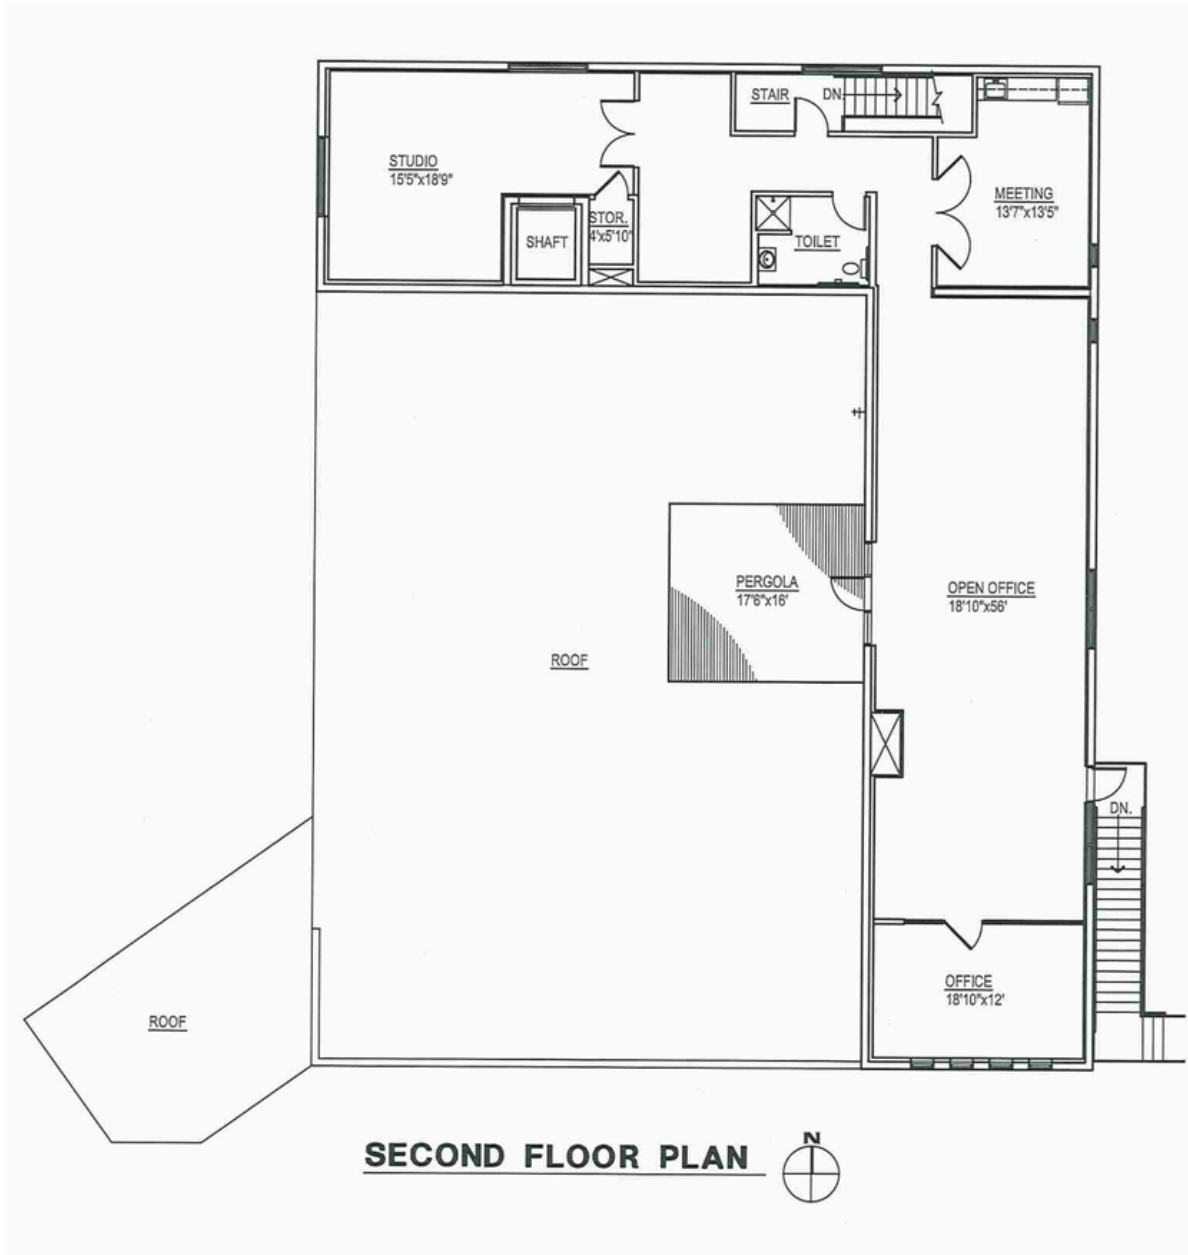 STAIR
DN.
STUDIO
15'5"x18'9"
MEETING
13'7"x13'5"
STOR.
4'x5'10"
SHAFT
TOILET
PERGOLA
17'6"x16'
OPEN OFFICE
18'10"x56'
ROOF
DN.
OFFICE
18'10"x12'
ROOF
SECOND FLOOR PLAN
N